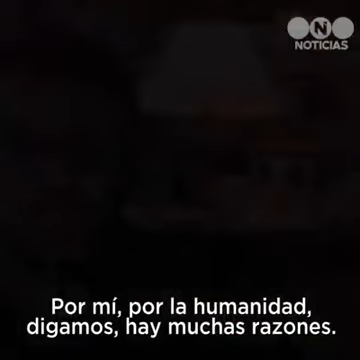 N
NOTICIAS
Por mí, por la humanidad,
digamos, hay muchas razones.